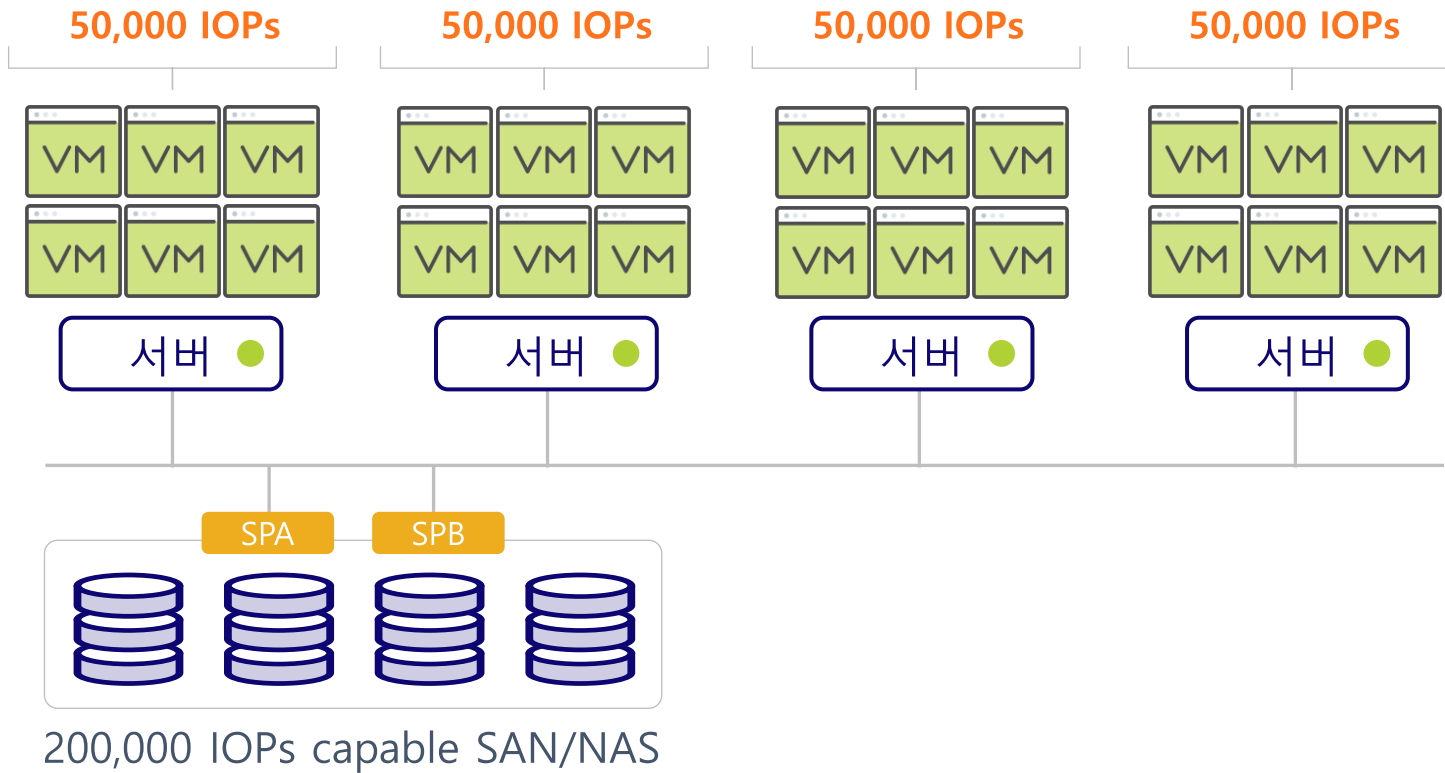 50,000 IOPs 50,000 IOPs 50,000 IOPs 50,000 IOPs
VM VM VM VM VM VM VM VM VM VM VM VM
VM VM VM VM VM VM VM VM VM VM VM VM
서버 서버 서버 서버
SPA SPB
200,000 IOPs capable SAN/NAS